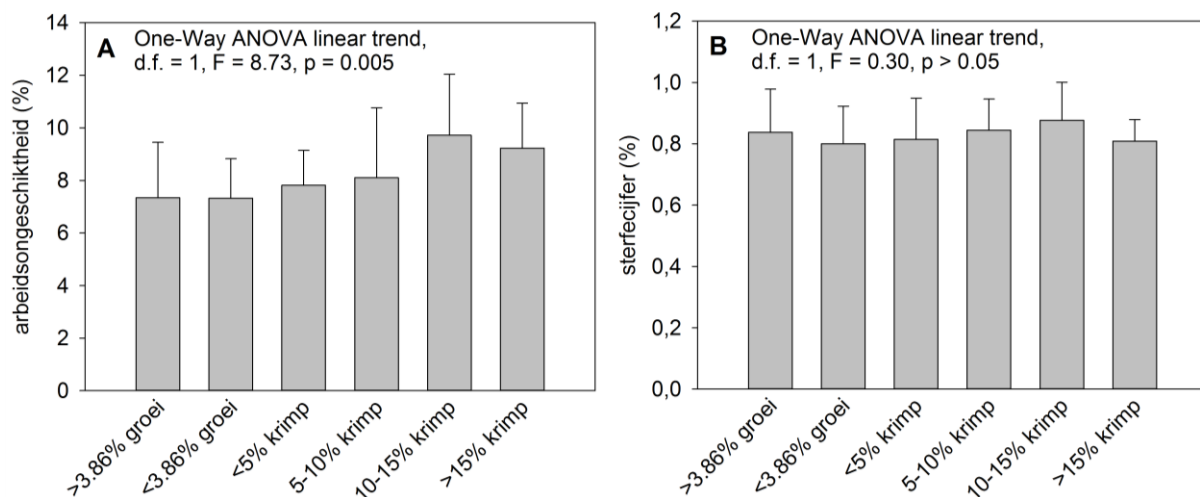 A One-Way ANOVA linear trend,
d.f. = 1, F = 8.73, p = 0.005
14
12
10
8
6
4
2
0
arbeidsongeschiktheid (%)
>3.86% groei
<3.86% groei
<5% krimp
5-10% krimp
10-15% krimp
>15% krimp
B One-Way ANOVA linear trend,
d.f. = 1, F = 0.30, p > 0.05
1,2
1,0
0,8
0,6
0,4
0,2
0,0
sterfecijfer (%)
>3.86% groei
<3.86% groei
<5% krimp
5-10% krimp
10-15% krimp
>15% krimp